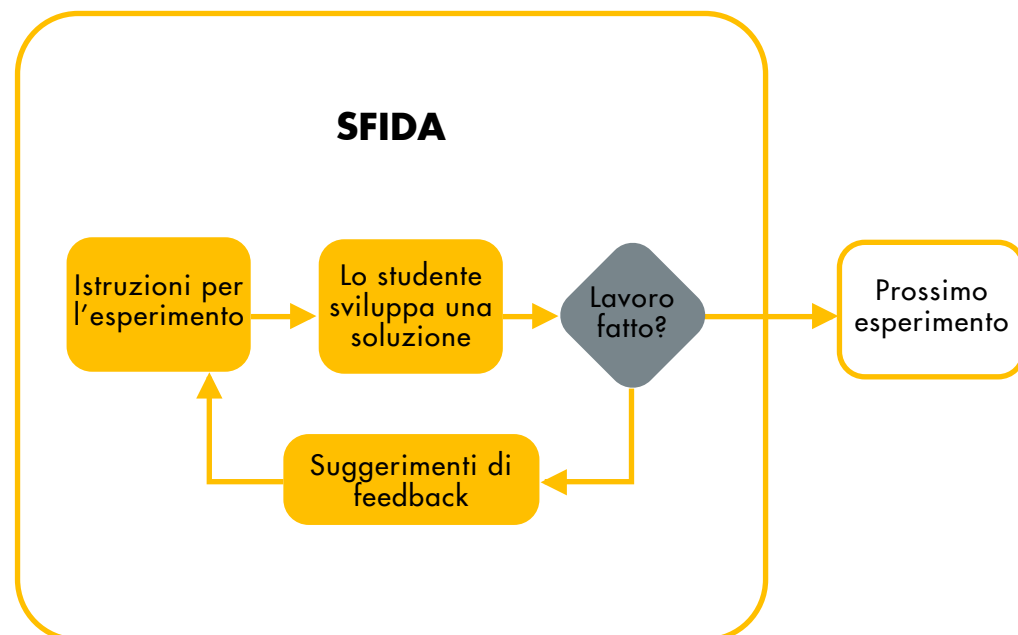 SFIDA
Istruzioni per
l'esperimento
Lo studente
sviluppa una
soluzione
Lavoro
fatto?
Prossimo
esperimento
Suggerimenti di
feedback